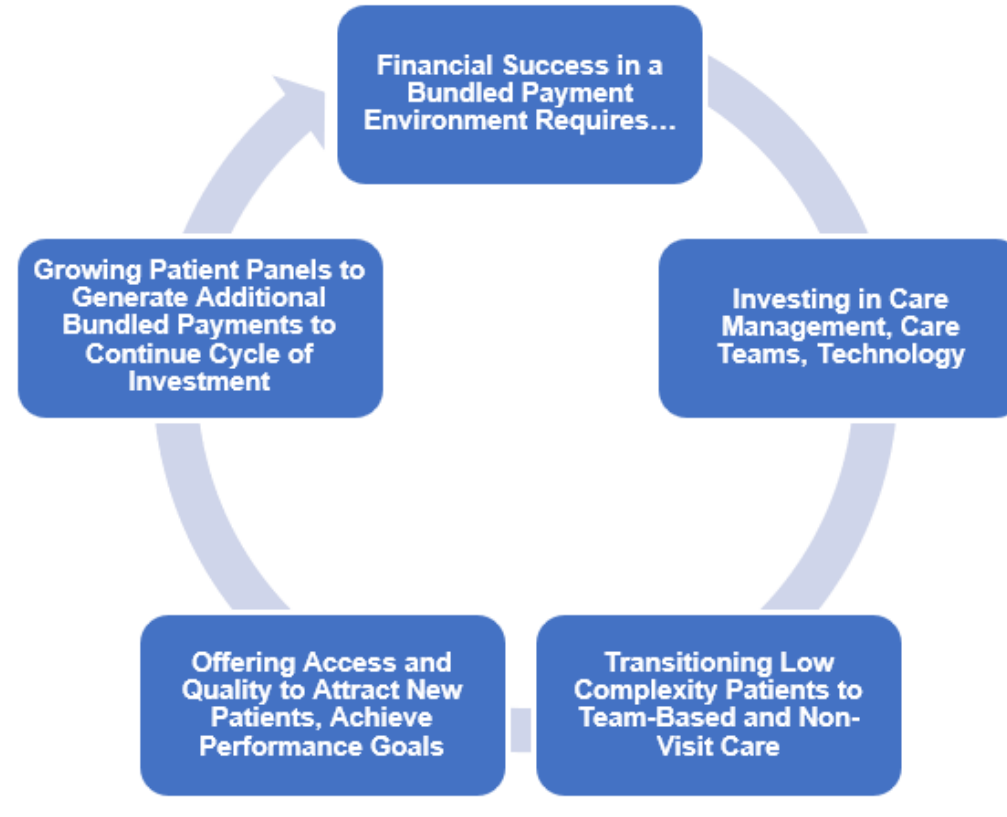 Financial Success in a
Bundled Payment
Environment Requires…
Investing in Care
Management, Care
Teams, Technology
Transitioning Low
Complexity Patients to
Team-Based and Non-
Visit Care
Offering Access and
Quality to Attract New
Patients, Achieve
Performance Goals
Growing Patient Panels to
Generate Additional
Bundled Payments to
Continue Cycle of
Investment